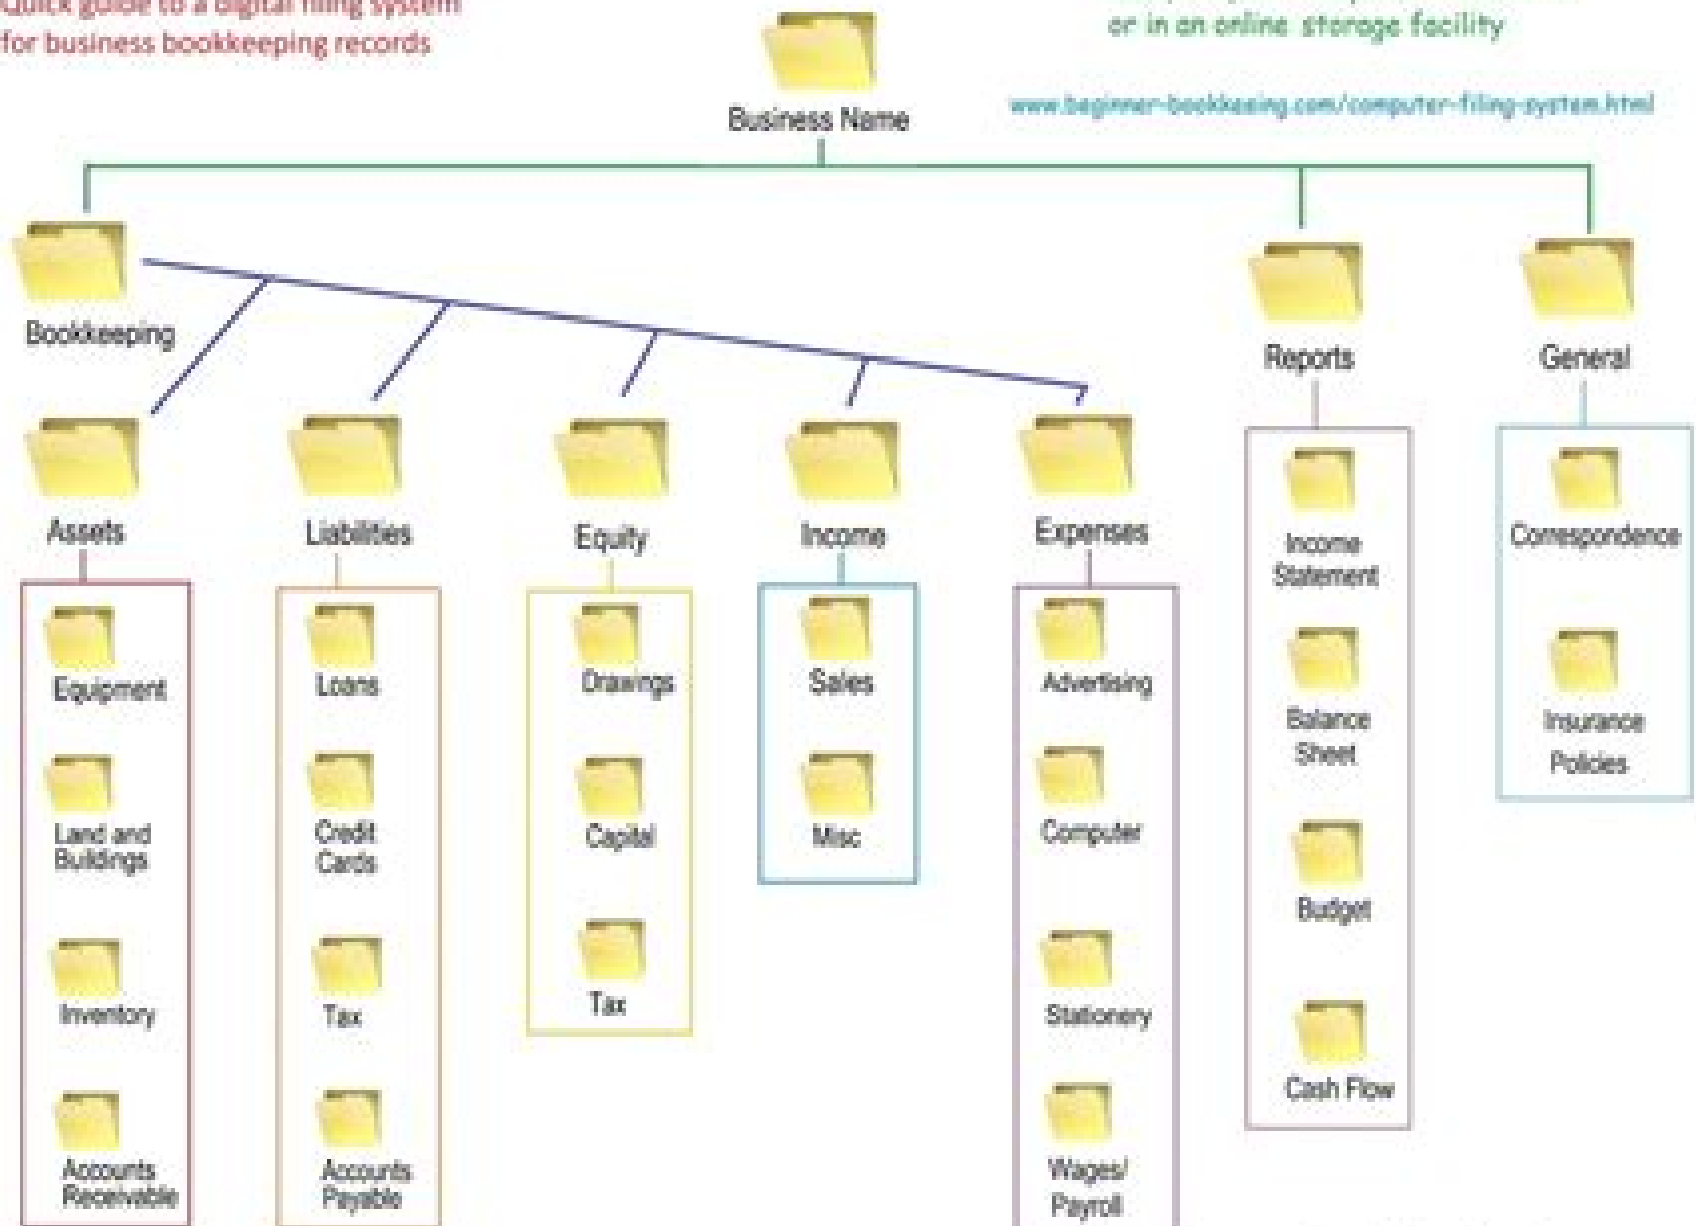 Quick guide to a digital filing system
for business bookkeeping records
or in an online storage facility
www.beginner-bookkeeing.com/computer-filing-system.html
Business Name
Bookkeeping
Reports
General
Assets
Liabilities
Equity
Income
Expenses
Equipment
Land and
Buildings
Inventory
Accounts
Receivable
Loans
Credit
Cards
Tax
Accounts
Payable
Drawings
Capital
Tax
Sales
Misc
Advertising
Computer
Stationery
Wages/
Payroll
Income
Statement
Balance
Sheet
Budget
Cash Flow
Correspondence
Insurance
Policies